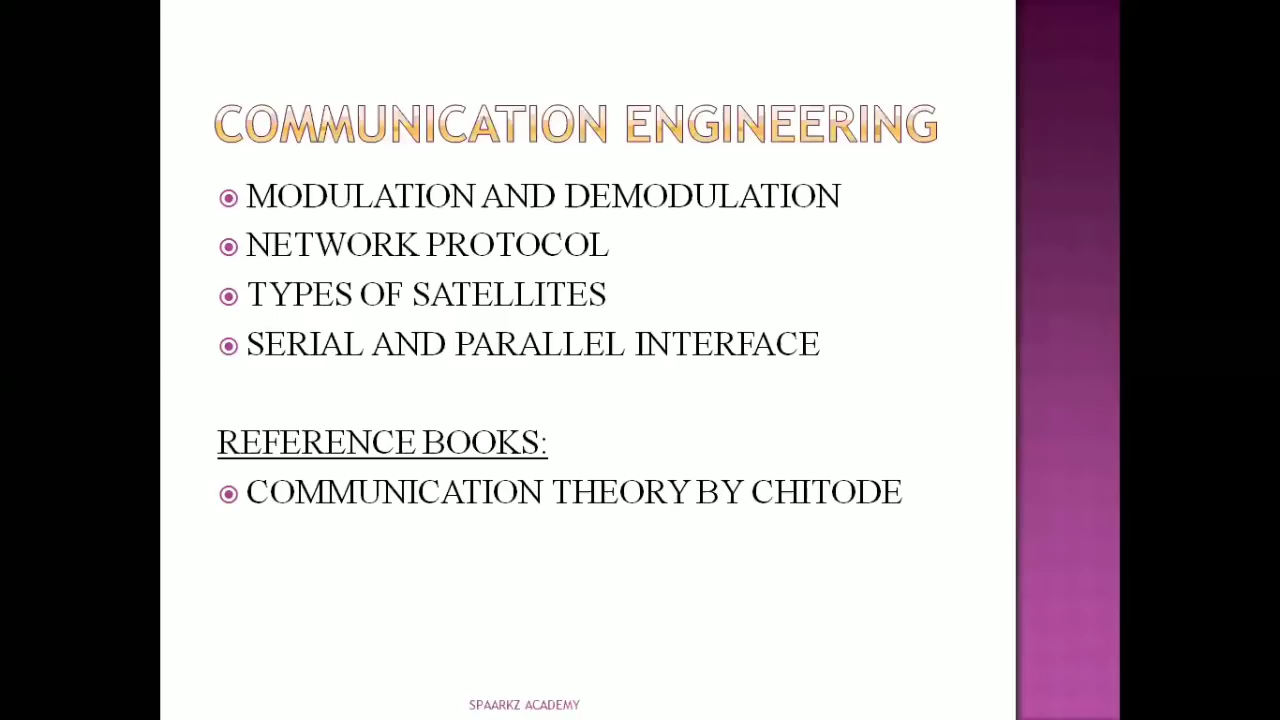 COMMUNICATION ENGINEERING
MODULATION AND DEMODULATION
NETWORK PROTOCOL
TYPES OF SATELLITES
SERIAL AND PARALLEL INTERFACE
REFERENCE BOOKS:
COMMUNICATION THEORY BY CHITODE
SPAARKZ ACADEMY